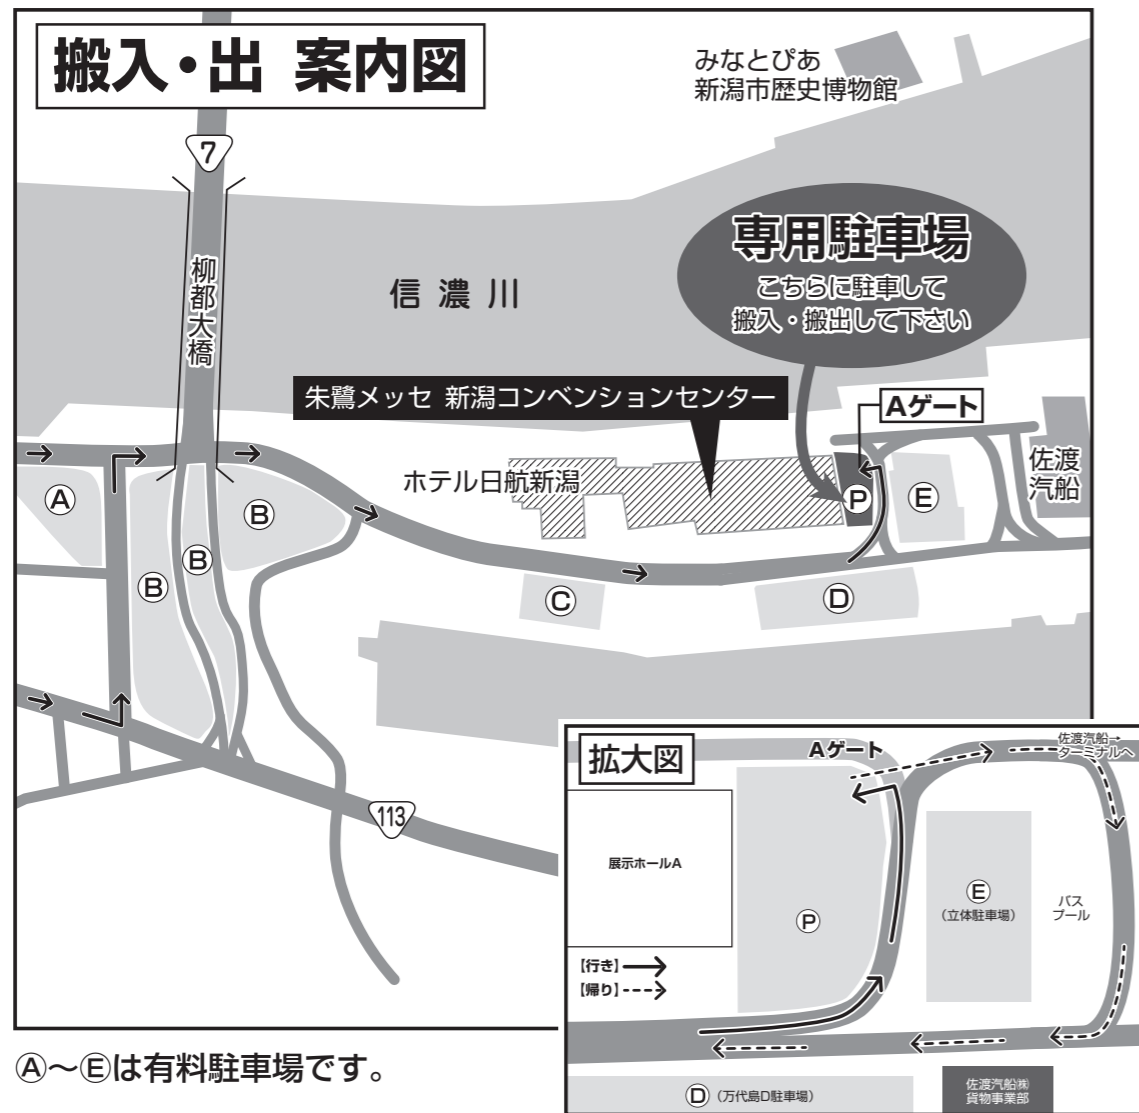 搬入・出 案内図
みなとぴあ
新潟市歴史博物館
7
柳都大橋
信濃川
専用駐車場
こちらに駐車して
搬入・搬出して下さい
朱鷺メッセ 新潟コンベンションセンター
Aゲート
ホテル日航新潟
佐渡
汽船
Ⓟ
Ⓔ
Ⓐ
Ⓑ
Ⓑ
Ⓑ
Ⓒ
Ⓓ
113
拡大図
Aゲート
佐渡汽船→
ターミナルへ
展示ホールA
Ⓟ
Ⓔ
(立体駐車場)
バス
プール
【行き】
【帰り】
Ⓓ(万代島D駐車場)
佐渡汽船㈱
貨物事業部
Ⓐ～Ⓔは有料駐車場です。